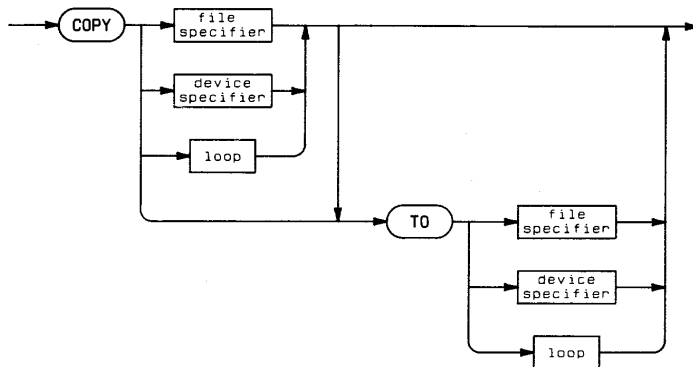 COPY
file
specifier
device
specifier
loop
TO
file
specifier
device
specifier
loop